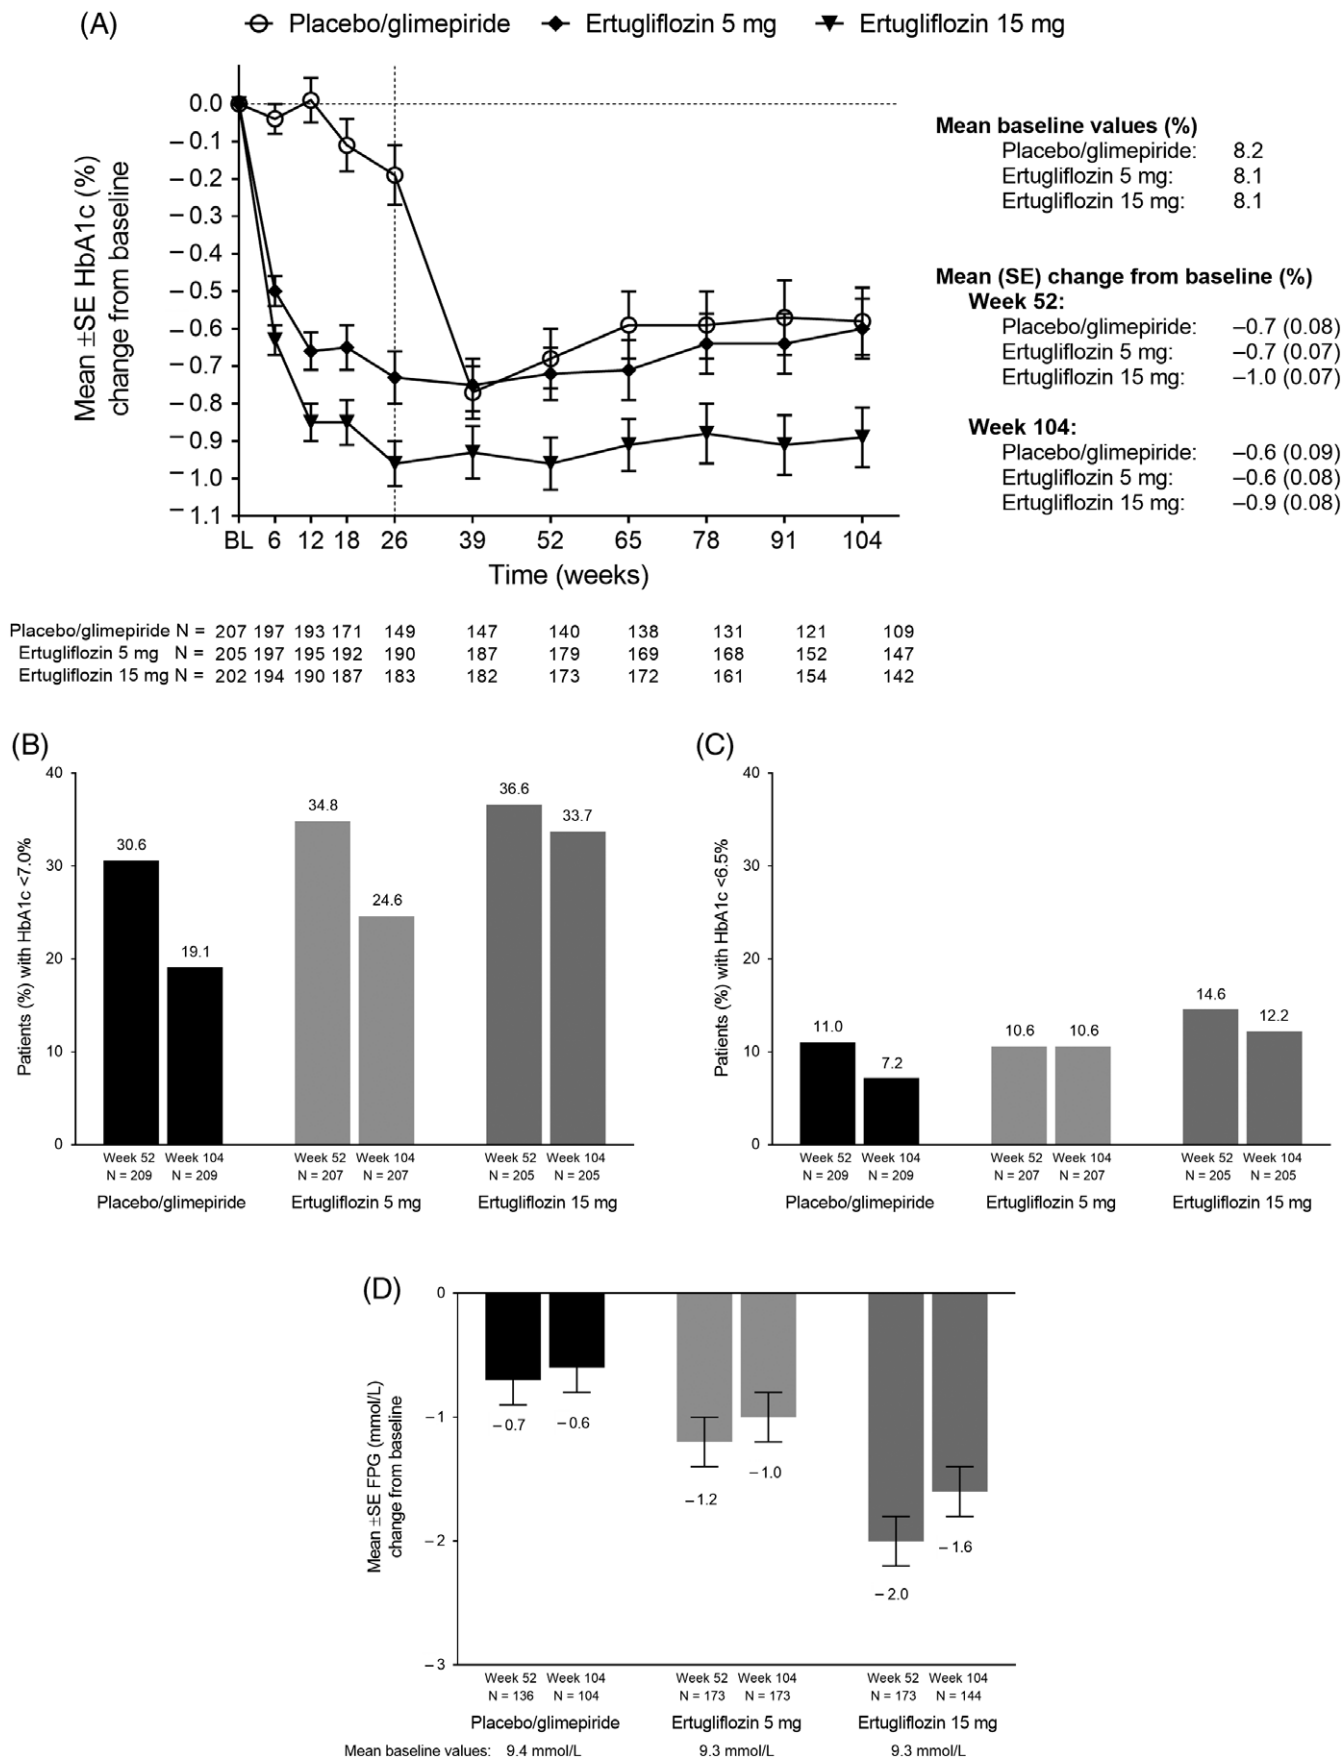 (A) Placebo/glimepiride Ertugliflozin 5 mg Ertugliflozin 15 mg
Mean ±SE HbA1c (%)
change from baseline
0.0
−0.1
−0.2
−0.3
−0.4
−0.5
−0.6
−0.7
−0.8
−0.9
−1.0
−1.1
BL 6 12 18 26 39 52 65 78 91 104
Time (weeks)
Mean baseline values (%)
Placebo/glimepiride: 8.2
Ertugliflozin 5 mg: 8.1
Ertugliflozin 15 mg: 8.1
Mean (SE) change from baseline (%)
Week 52:
Placebo/glimepiride: –0.7 (0.08)
Ertugliflozin 5 mg: –0.7 (0.07)
Ertugliflozin 15 mg: –1.0 (0.07)
Week 104:
Placebo/glimepiride: –0.6 (0.09)
Ertugliflozin 5 mg: –0.6 (0.08)
Ertugliflozin 15 mg: –0.9 (0.08)
Placebo/glimepiride N = 207 197 193 171 149 147 140 138 131 121 109
Ertugliflozin 5 mg N = 205 197 195 192 190 187 179 169 168 152 147
Ertugliflozin 15 mg N = 202 194 190 187 183 182 173 172 161 154 142
(B)
Patients (%) with HbA1c <7.0%
40
30
20
10
0
30.6
19.1
34.8
24.6
36.6
33.7
Week 52 Week 104 Week 52 Week 104 Week 52 Week 104
N = 209 N = 209 N = 207 N = 207 N = 205 N = 205
Placebo/glimepiride Ertugliflozin 5 mg Ertugliflozin 15 mg
(C)
Patients (%) with HbA1c <6.5%
40
30
20
10
0
11.0
7.2
10.6
10.6
14.6
12.2
Week 52 Week 104 Week 52 Week 104 Week 52 Week 104
N = 209 N = 209 N = 207 N = 207 N = 205 N = 205
Placebo/glimepiride Ertugliflozin 5 mg Ertugliflozin 15 mg
(D)
Mean ±SE FPG (mmol/L)
change from baseline
0
−1
−2
−3
−0.7
−0.6
−1.2
−1.0
−2.0
−1.6
Week 52 Week 104 Week 52 Week 104 Week 52 Week 104
N = 136 N = 104 N = 173 N = 173 N = 173 N = 144
Placebo/glimepiride Ertugliflozin 5 mg Ertugliflozin 15 mg
Mean baseline values: 9.4 mmol/L 9.3 mmol/L 9.3 mmol/L